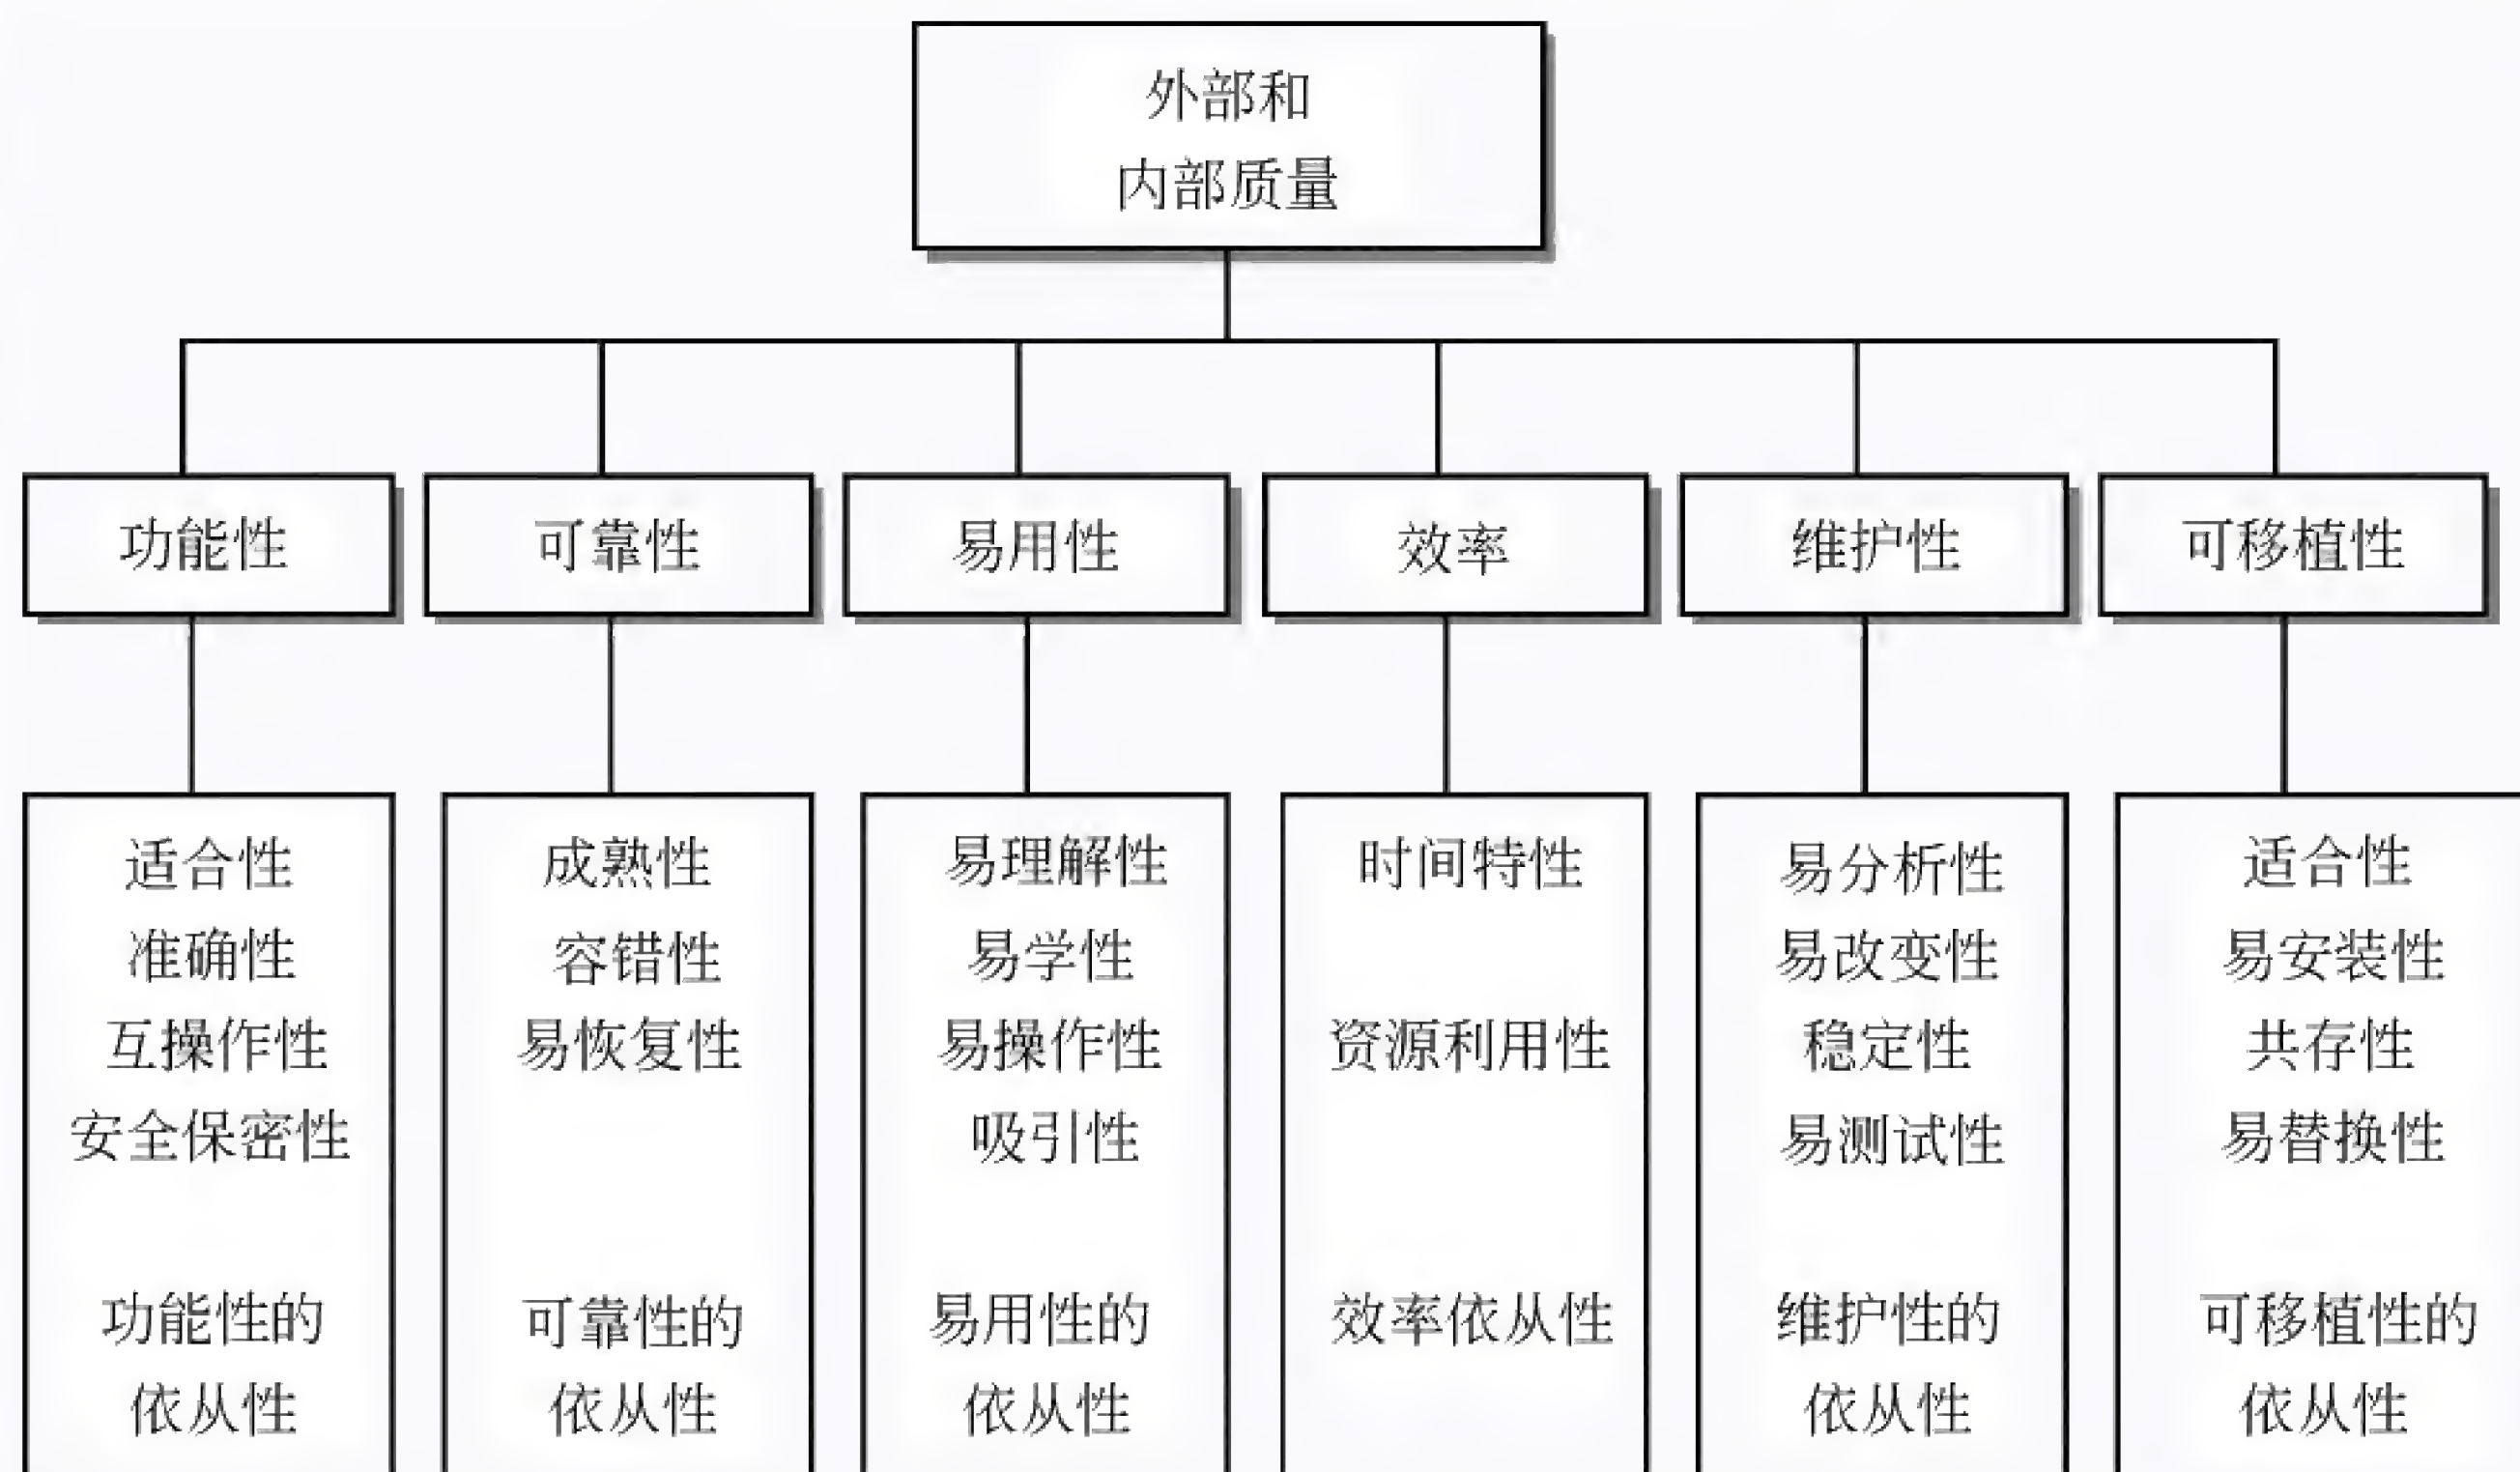 外部和
内部质量
功能性
可靠性
易用性
效率
维护性
可移植性
适合性
准确性
互操作性
安全保密性
功能性的
依从性
成熟性
容错性
易恢复性
可靠性的
依从性
易理解性
易学性
易操作性
吸引性
易用性的
依从性
时间特性
资源利用性
效率依从性
易分析性
易改变性
稳定性
易测试性
维护性的
依从性
适合性
易安装性
共存性
易替换性
可移植性的
依从性